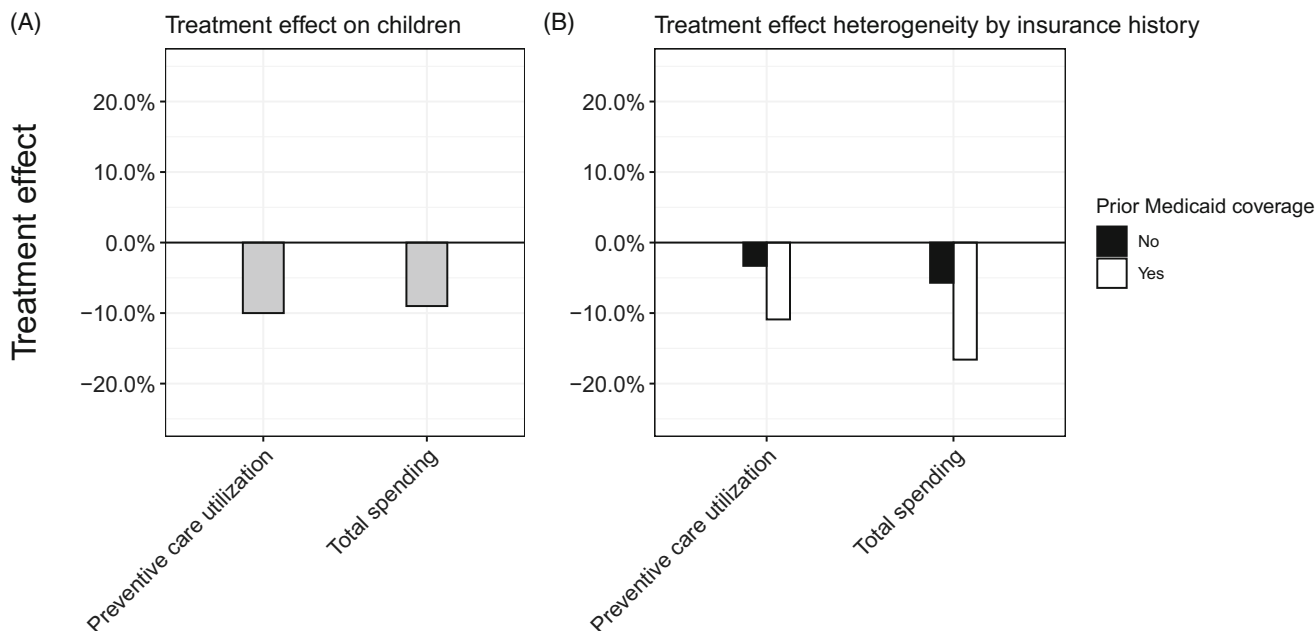 (A)
Treatment effect on children
Treatment effect
20.0%
10.0%
0.0%
−10.0%
−20.0%
Preventive care utilization
Total spending
(B)
Treatment effect heterogeneity by insurance history
20.0%
10.0%
0.0%
−10.0%
−20.0%
Preventive care utilization
Total spending
Prior Medicaid coverage
No
Yes